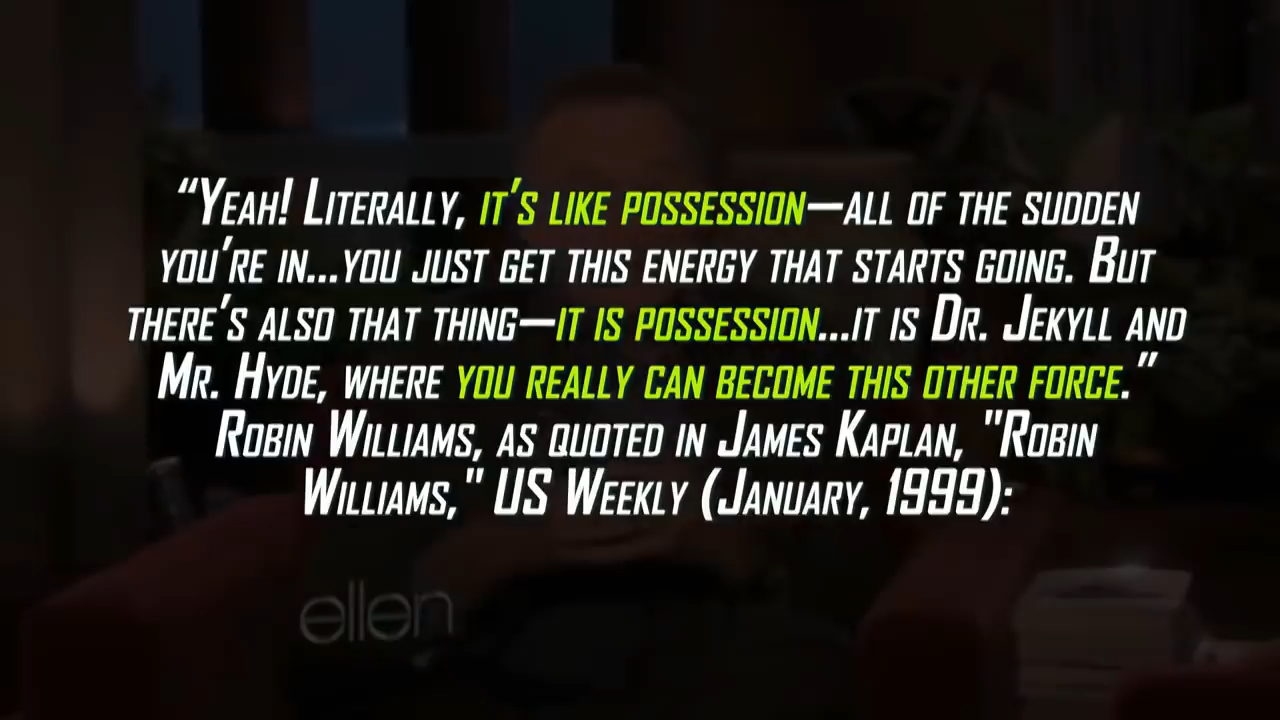 “Yeah! Literally, it’s like possession—all of the sudden
you’re in...you just get this energy that starts going. But
there’s also that thing—it is possession...it is Dr. Jekyll and
Mr. Hyde, where you really can become this other force.”
Robin Williams, as quoted in James Kaplan, "Robin
Williams," US Weekly (January, 1999):
ellen